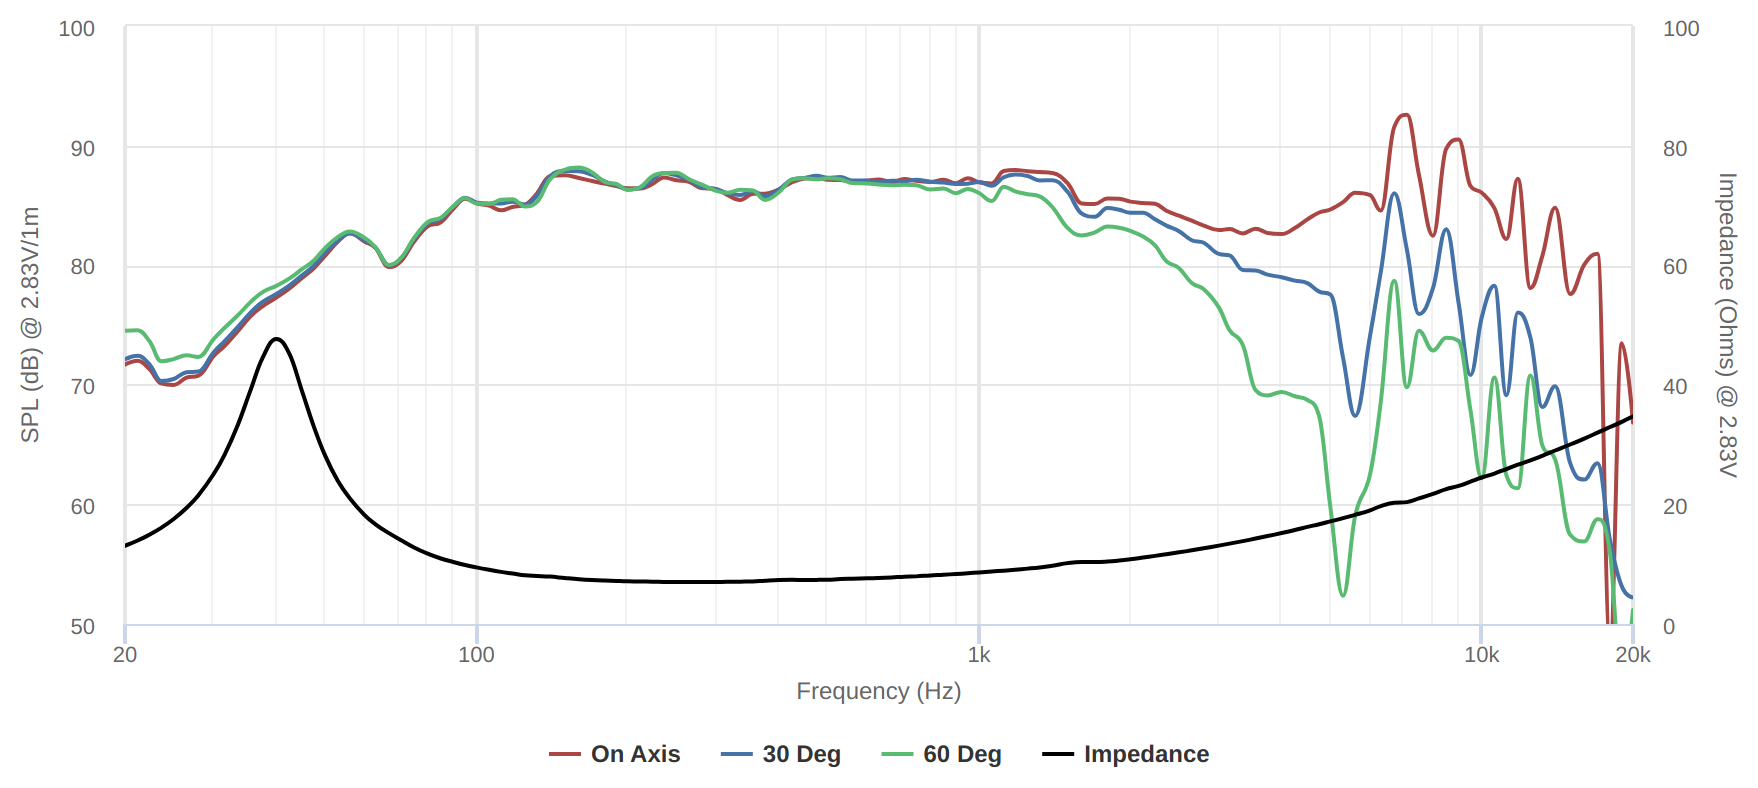 100
90
80
70
60
50
SPL (dB) @ 2.83V/1m
100
80
60
40
20
0
Impedance (Ohms) @ 2.83V
20
100
1k
10k
20k
Frequency (Hz)
On Axis
30 Deg
60 Deg
Impedance